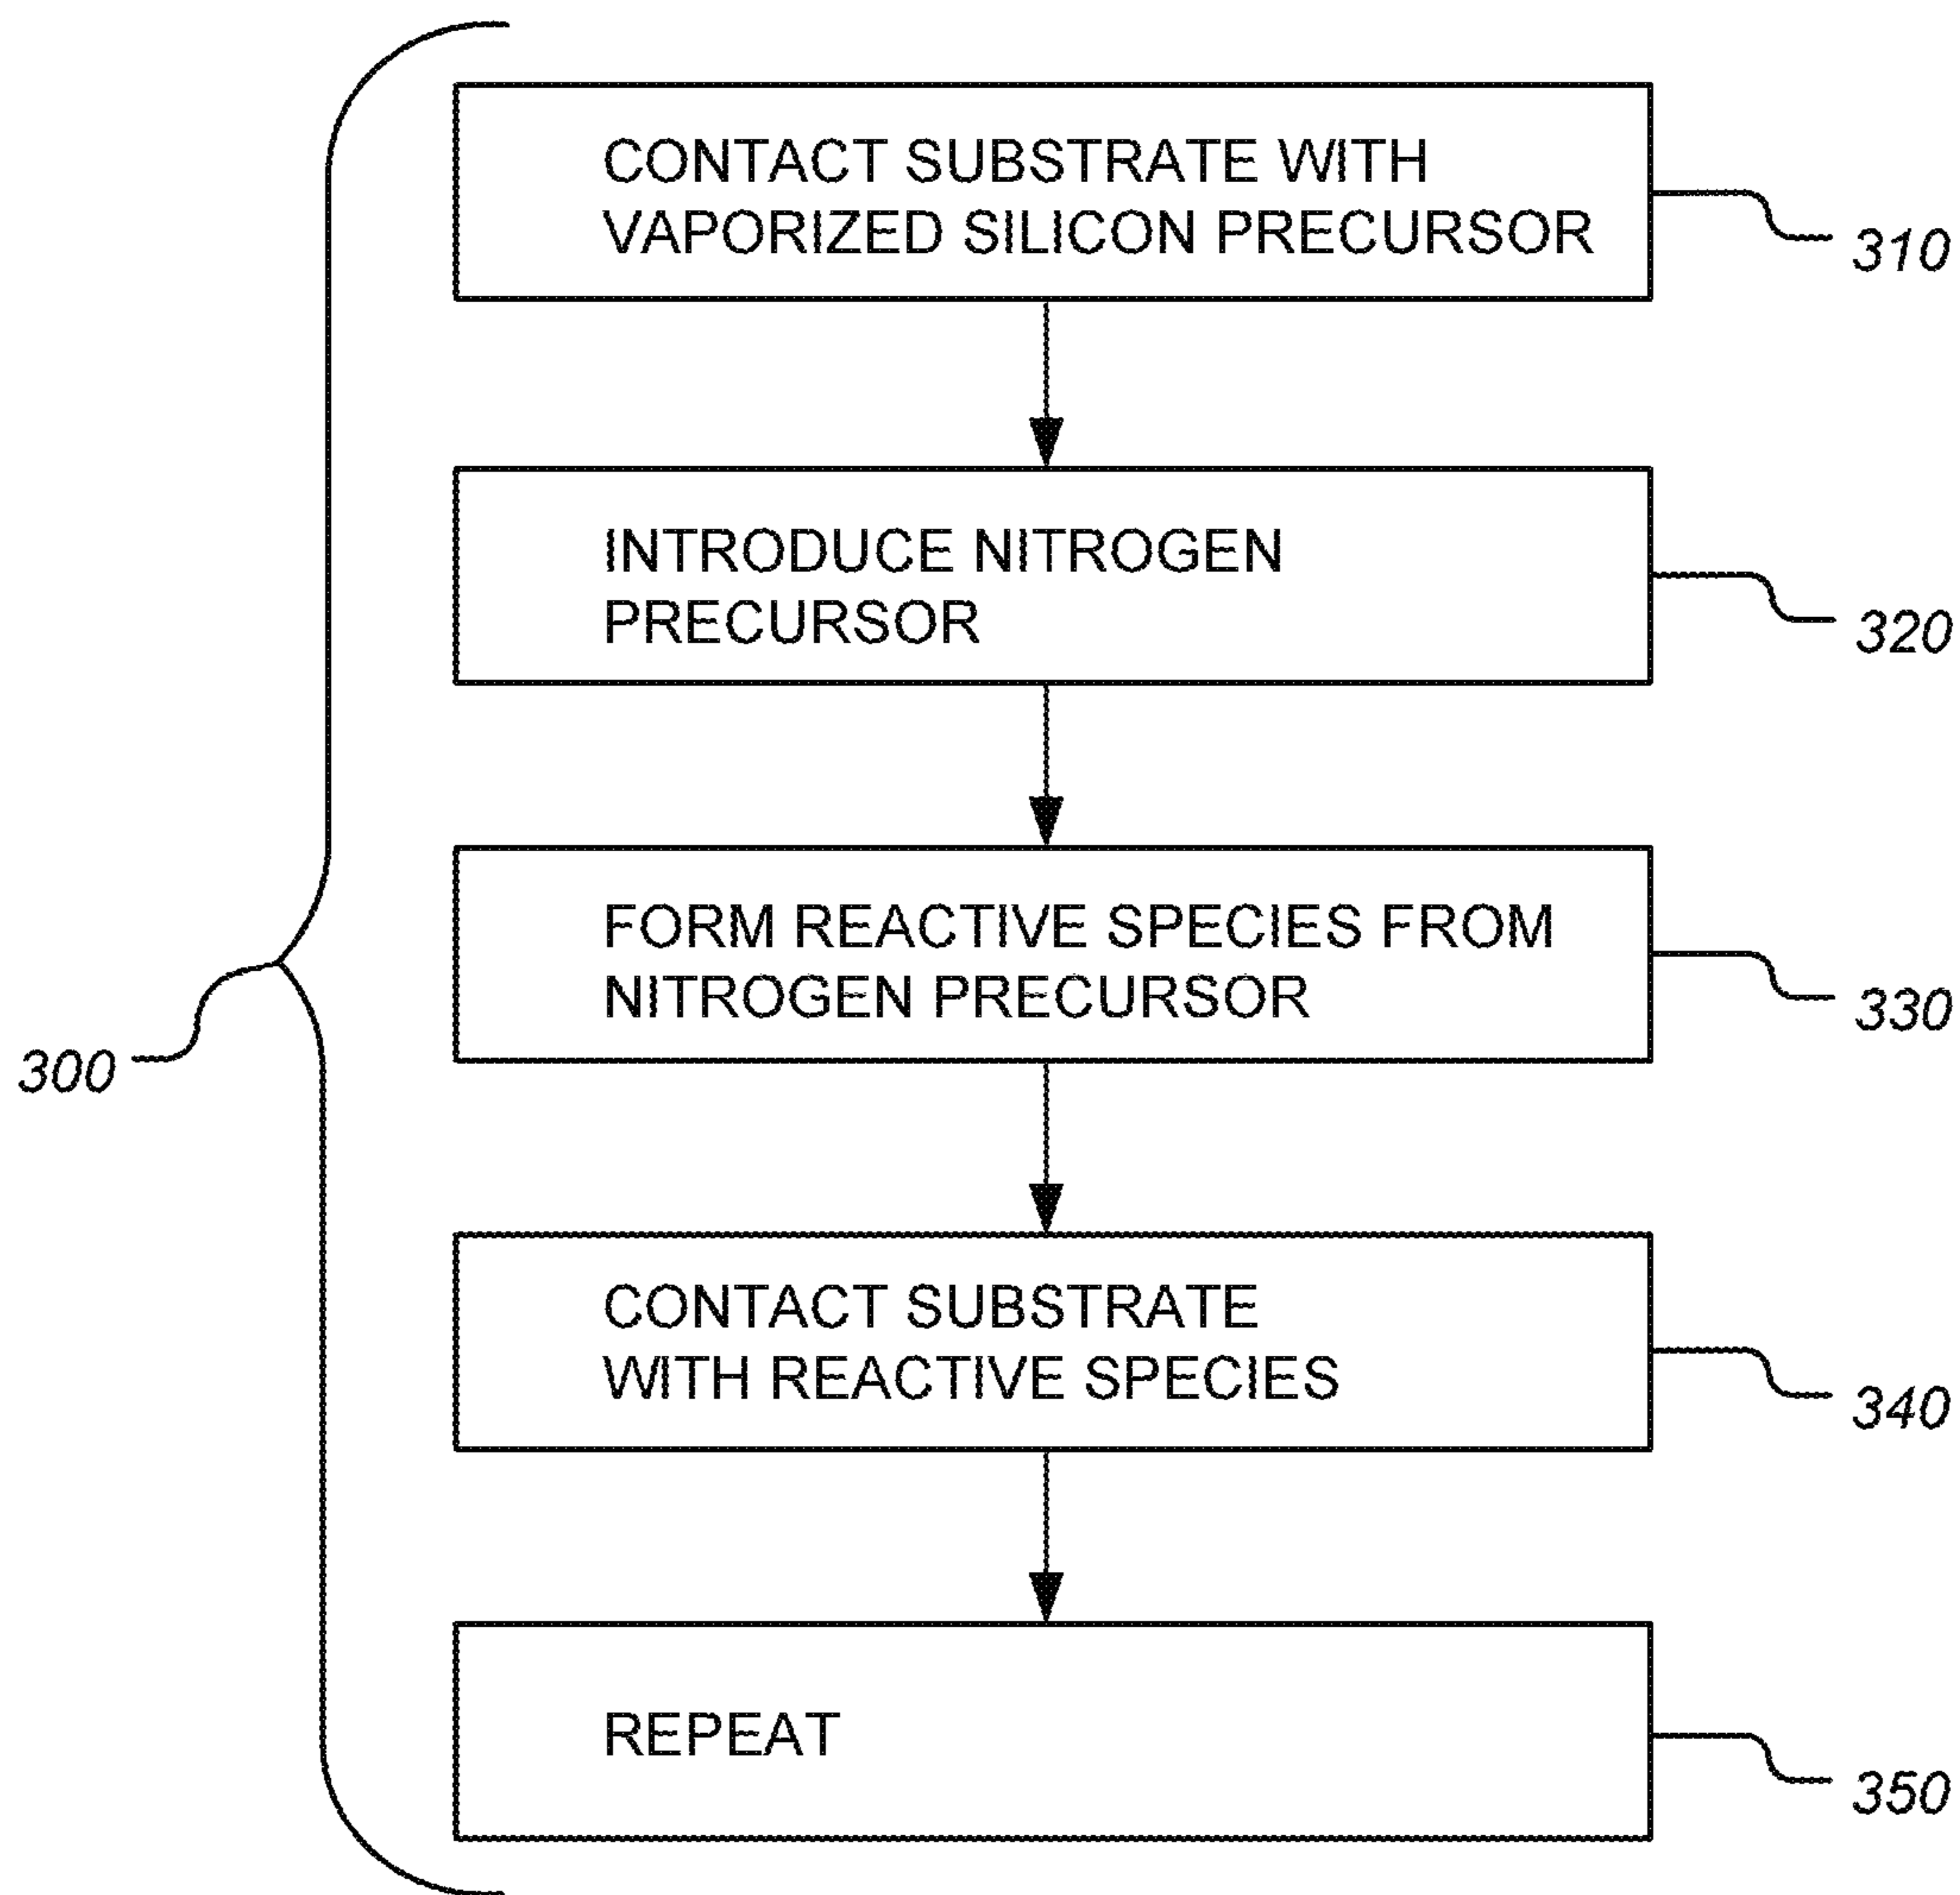 CONTACT SUBSTRATE WITH
VAPORIZED SILICON PRECURSOR
310
INTRODUCE NITROGEN
PRECURSOR
320
FORM REACTIVE SPECIES FROM
NITROGEN PRECURSOR
330
300
CONTACT SUBSTRATE
WITH REACTIVE SPECIES
340
REPEAT
350